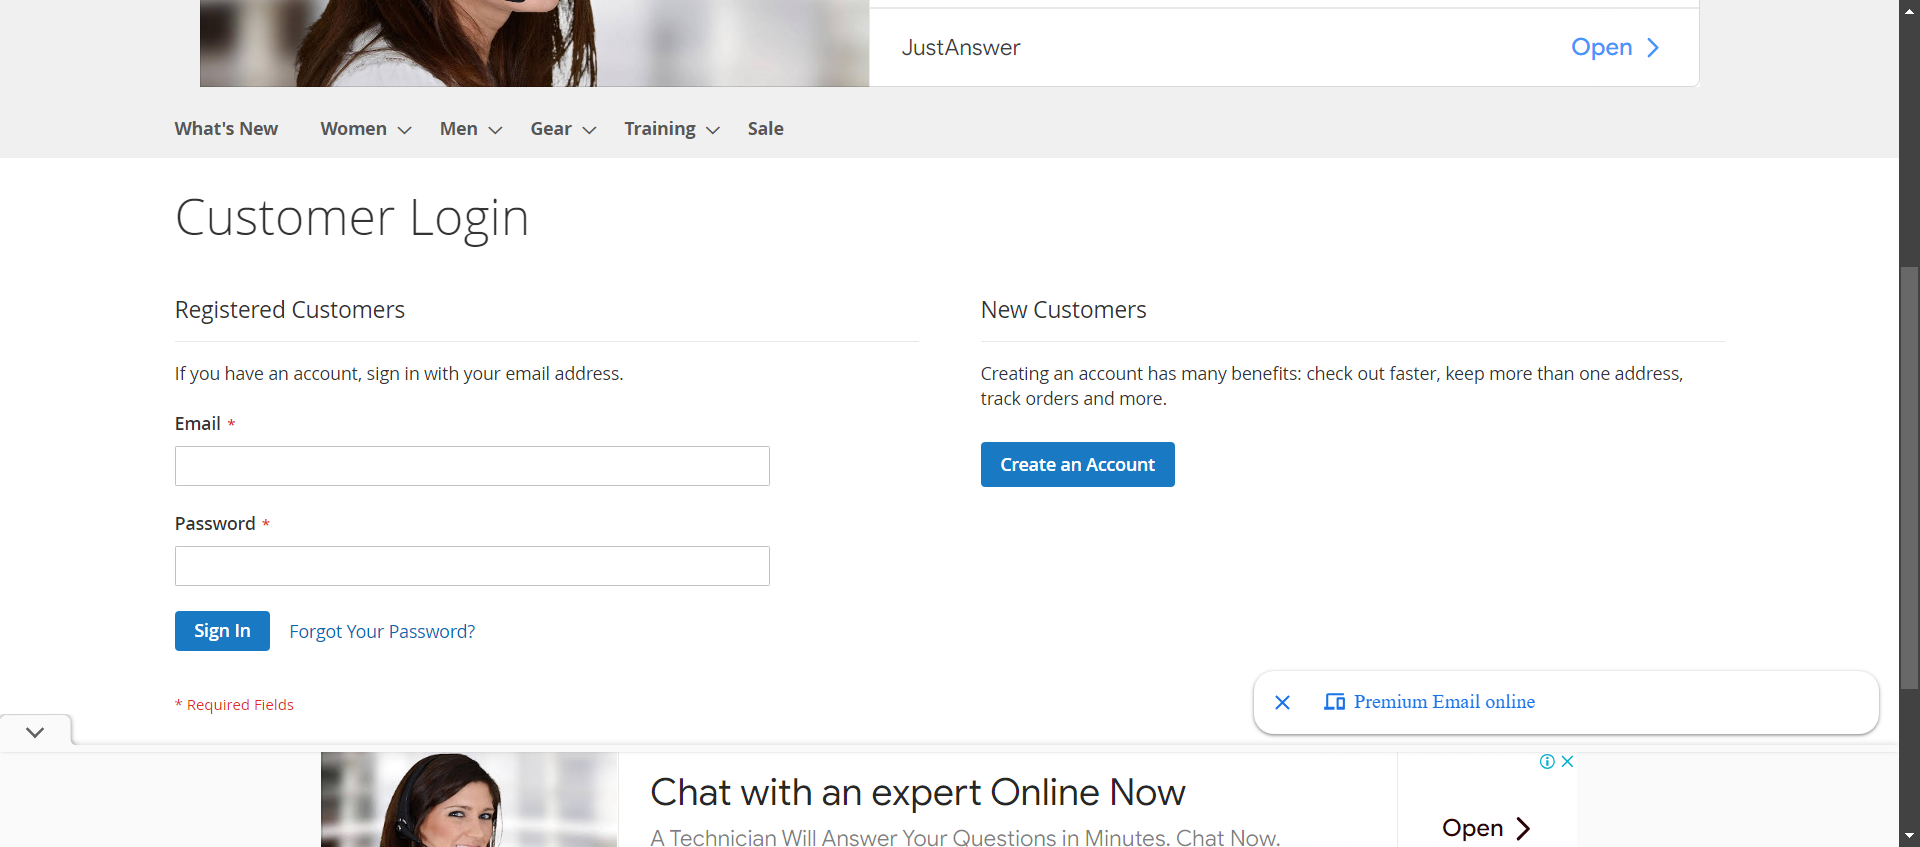 JustAnswer
Open
What's New
Women
Men
Gear
Training
Sale
Customer Login
Registered Customers
If you have an account, sign in with your email address.
Email *
Password *
Sign In
Forgot Your Password?
* Required Fields
New Customers
Creating an account has many benefits: check out faster, keep more than one address,
track orders and more.
Create an Account
Premium Email online
Chat with an expert Online Now
A Technician Will Answer Your Questions in Minutes. Chat Now.
Open